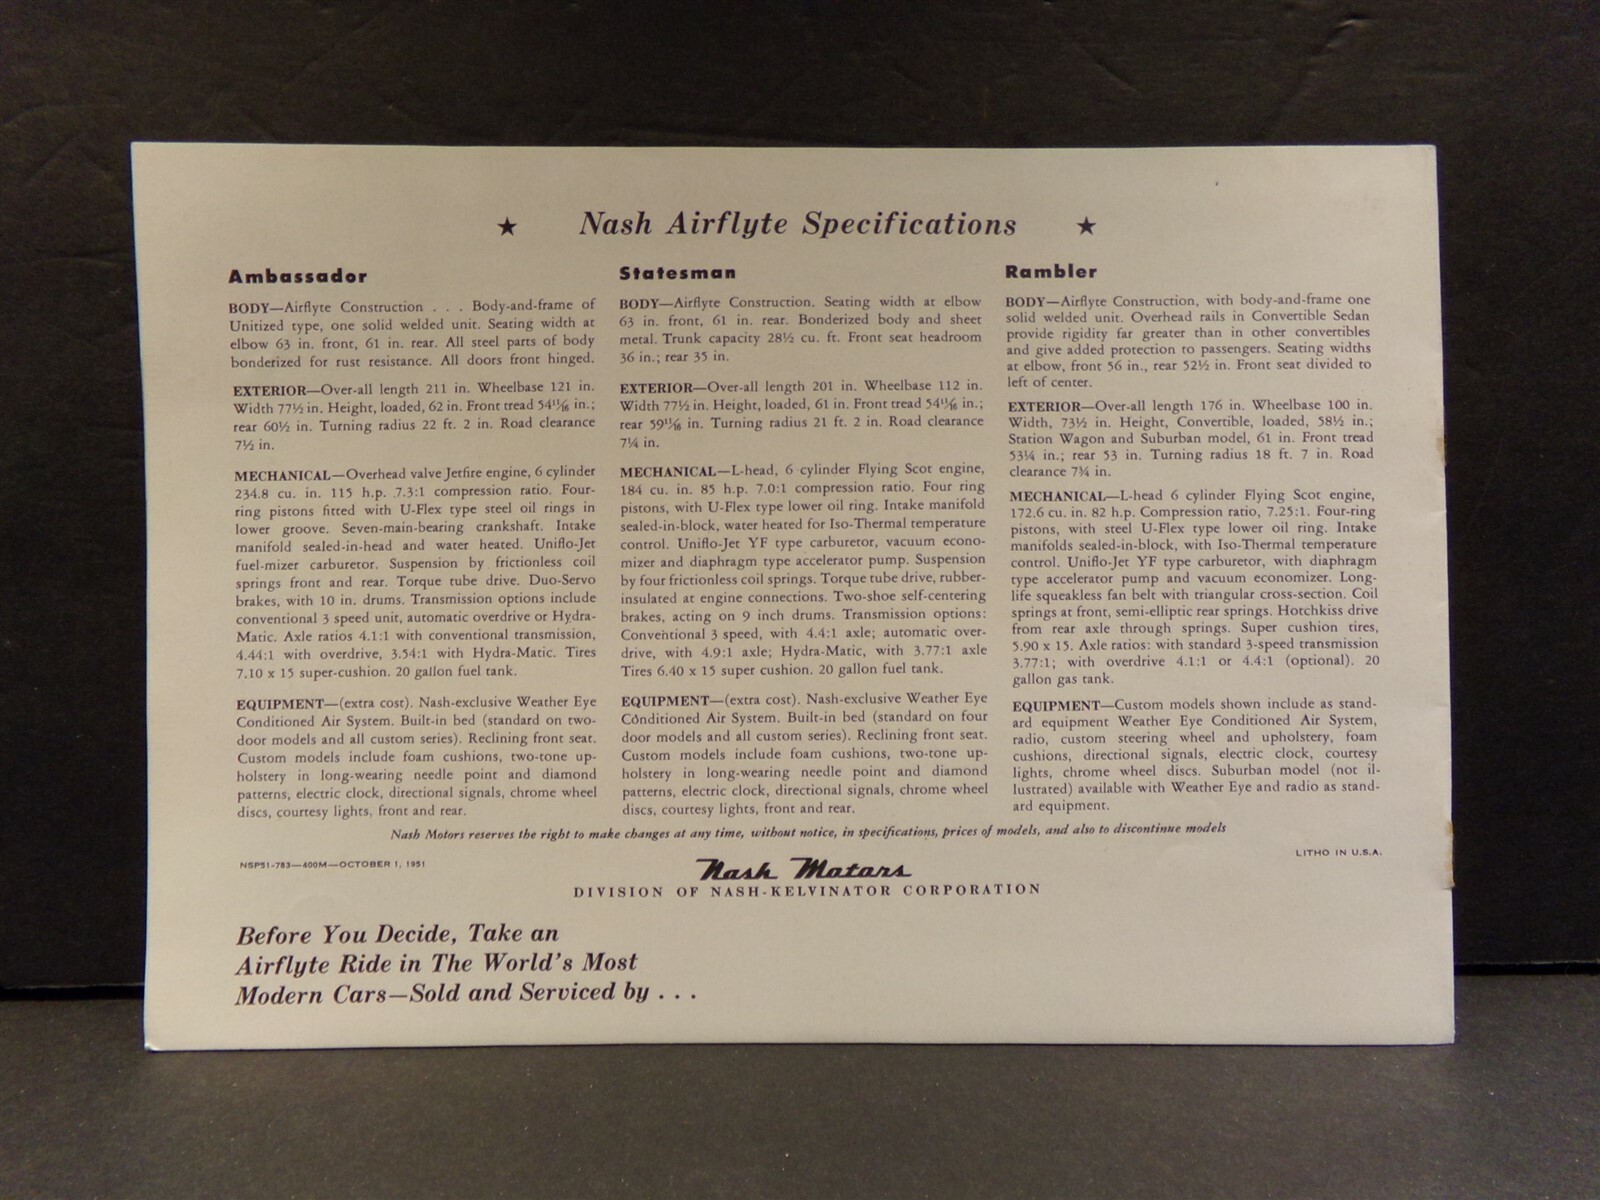 ★ Nash Airflyte Specifications ★
Ambassador
BODY—Airflyte Construction . . . Body-and-frame of
Unitized type, one solid welded unit. Seating width at
elbow 63 in. front, 61 in. rear. All steel parts of body
bonderized for rust resistance. All doors front hinged.
EXTERIOR—Over-all length 211 in. Wheelbase 121 in.
Width 77½ in. Height, loaded, 62 in. Front tread 54 11/16 in.;
rear 60½ in. Turning radius 22 ft. 2 in. Road clearance
7½ in.
MECHANICAL—Overhead valve Jetfire engine, 6 cylinder
234.8 cu. in. 115 h.p. 7.3:1 compression ratio. Four-
ring pistons fitted with U-Flex type steel oil rings in
lower groove. Seven-main-bearing crankshaft. Intake
manifold sealed-in-head and water heated. Uniflo-Jet
fuel-mizer carburetor. Suspension by frictionless coil
springs front and rear. Torque tube drive. Duo-Servo
brakes, with 10 in. drums. Transmission options include
conventional 3 speed unit, automatic overdrive or Hydra-
Matic. Axle ratios 4.1:1 with conventional transmission,
4.44:1 with overdrive, 3.54:1 with Hydra-Matic. Tires
7.10 x 15 super-cushion. 20 gallon fuel tank.
EQUIPMENT—(extra cost). Nash-exclusive Weather Eye
Conditioned Air System. Built-in bed (standard on two-
door models and all custom series). Reclining front seat.
Custom models include foam cushions, two-tone up-
holstery in long-wearing needle point and diamond
patterns, electric clock, directional signals, chrome wheel
discs, courtesy lights, front and rear.
Statesman
BODY—Airflyte Construction. Seating width at elbow
63 in. front, 61 in. rear. Bonderized body and sheet
metal. Trunk capacity 28½ cu. ft. Front seat headroom
36 in.; rear 35 in.
EXTERIOR—Over-all length 201 in. Wheelbase 112 in.
Width 77½ in. Height, loaded, 61 in. Front tread 54 11/16 in.;
rear 59 11/16 in. Turning radius 21 ft. 2 in. Road clearance
7¼ in.
MECHANICAL—L-head, 6 cylinder Flying Scot engine,
184 cu. in. 85 h.p. 7.0:1 compression ratio. Four ring
pistons, with U-Flex type lower oil ring. Intake manifold
sealed-in-block, water heated for Iso-Thermal temperature
control. Uniflo-Jet YF type carburetor, vacuum econo-
mizer and diaphragm type accelerator pump. Suspension
by four frictionless coil springs. Torque tube drive, rubber-
insulated at engine connections. Two-shoe self-centering
brakes, acting on 9 inch drums. Transmission options:
Conventional 3 speed, with 4.4:1 axle; automatic over-
drive, with 4.9:1 axle; Hydra-Matic, with 3.77:1 axle
Tires 6.40 x 15 super cushion. 20 gallon fuel tank.
EQUIPMENT—(extra cost). Nash-exclusive Weather Eye
Conditioned Air System. Built-in bed (standard on four
door models and all custom series). Reclining front seat.
Custom models include foam cushions, two-tone up-
holstery in long-wearing needle point and diamond
patterns, electric clock, directional signals, chrome wheel
discs, courtesy lights, front and rear.
Rambler
BODY—Airflyte Construction, with body-and-frame one
solid welded unit. Overhead rails in Convertible Sedan
provide rigidity far greater than in other convertibles
and give added protection to passengers. Seating widths
at elbow, front 56 in., rear 52½ in. Front seat divided to
left of center.
EXTERIOR—Over-all length 176 in. Wheelbase 100 in.
Width, 73½ in. Height, Convertible, loaded, 58½ in.;
Station Wagon and Suburban model, 61 in. Front tread
53¼ in.; rear 53 in. Turning radius 18 ft. 7 in. Road
clearance 7¾ in.
MECHANICAL—L-head 6 cylinder Flying Scot engine,
172.6 cu. in. 82 h.p. Compression ratio, 7.25:1. Four-ring
pistons, with steel U-Flex type lower oil ring. Intake
manifolds sealed-in-block, with Iso-Thermal temperature
control. Uniflo-Jet YF type carburetor, with diaphragm
type accelerator pump and vacuum economizer. Long-
life squeakless fan belt with triangular cross-section. Coil
springs at front, semi-elliptic rear springs. Hotchkiss drive
from rear axle through springs. Super cushion tires,
5.90 x 15. Axle ratios: with standard 3-speed transmission
3.77:1; with overdrive 4.1:1 or 4.4:1 (optional). 20
gallon gas tank.
EQUIPMENT—Custom models shown include as stand-
ard equipment Weather Eye Conditioned Air System,
radio, custom steering wheel and upholstery, foam
cushions, directional signals, electric clock, courtesy
lights, chrome wheel discs. Suburban model (not il-
lustrated) available with Weather Eye and radio as stand-
ard equipment.
Nash Motors reserves the right to make changes at any time, without notice, in specifications, prices of models, and also to discontinue models
NSP51-783—400M—OCTOBER 1, 1951
LITHO IN U.S.A.
Nash Motors
DIVISION OF NASH-KELVINATOR CORPORATION
Before You Decide, Take an
Airflyte Ride in The World's Most
Modern Cars—Sold and Serviced by . . .